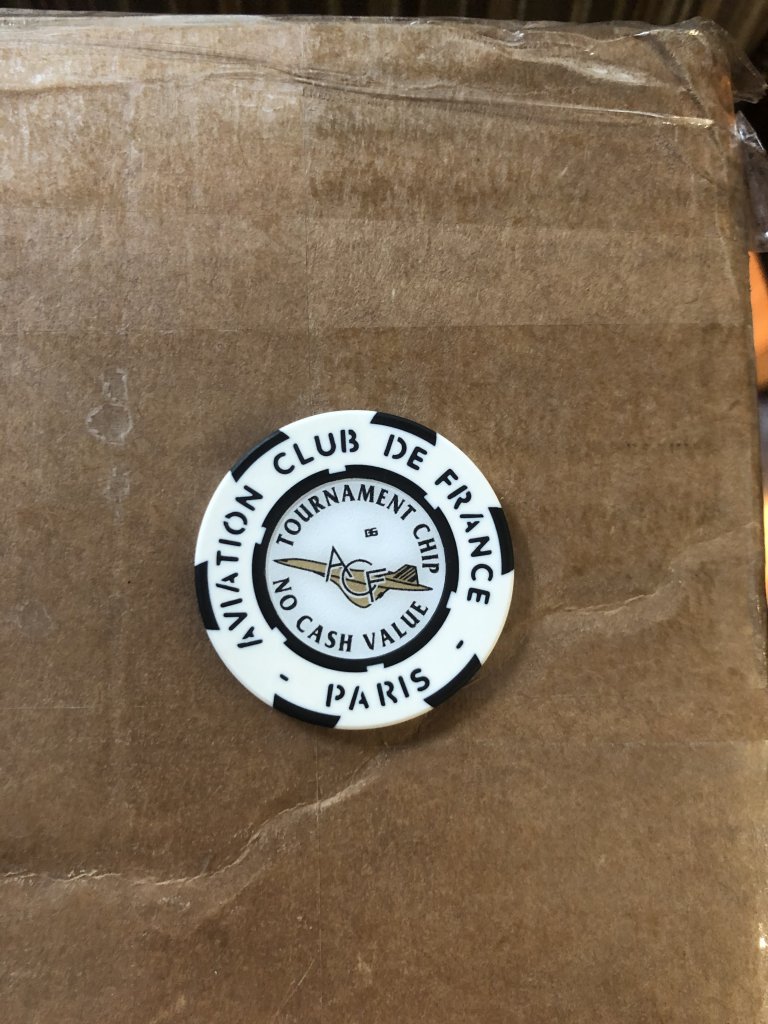 AVIATION CLUB DE FRANCE
- PARIS -
TOURNAMENT CHIP
ACF
NO CASH VALUE